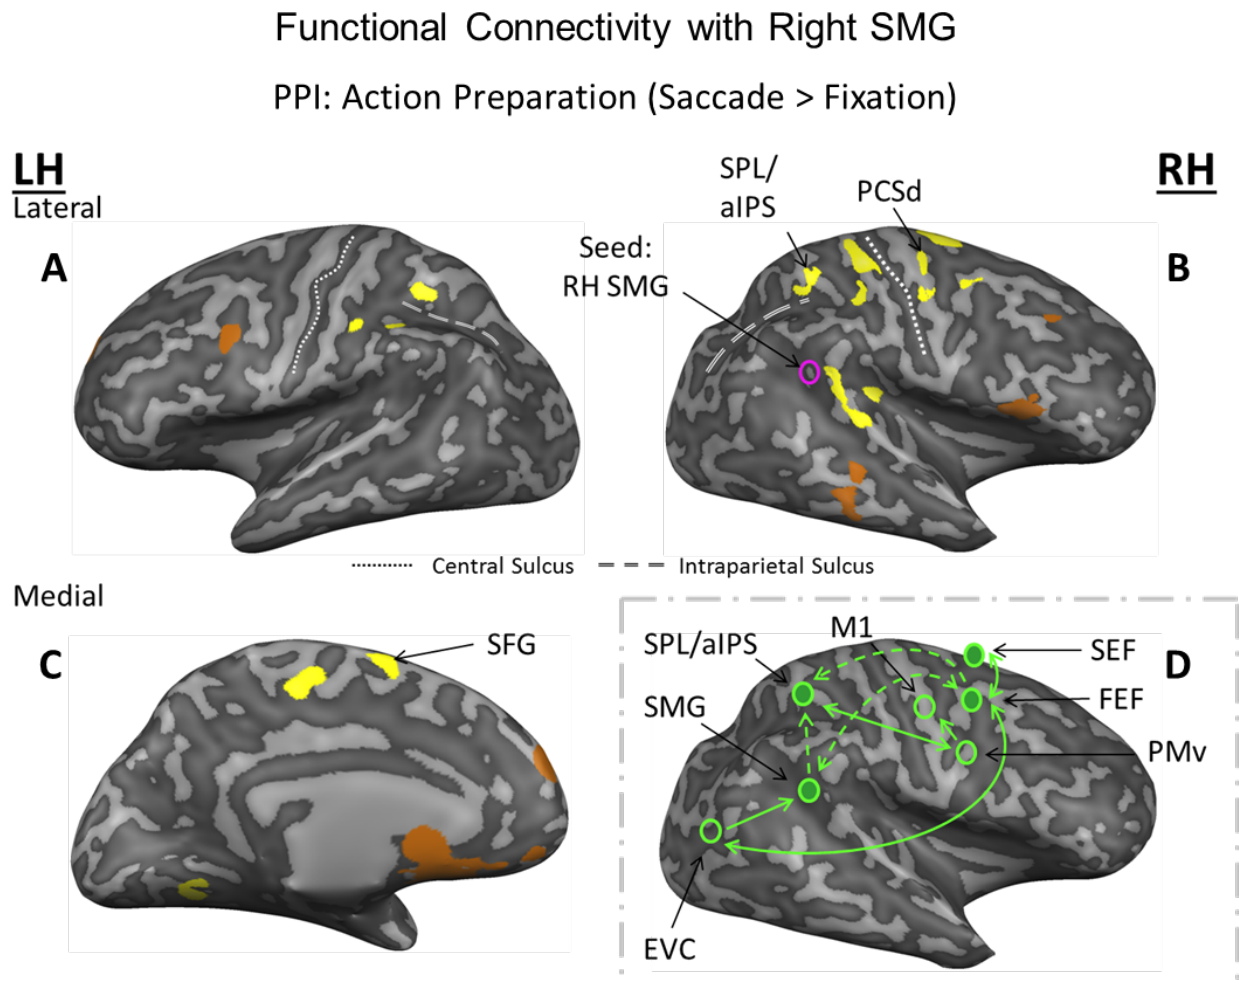 Functional Connectivity with Right SMG
PPI: Action Preparation (Saccade > Fixation)
LH
Lateral
RH
SPL/
aIPS
PCSd
Seed:
RH SMG
A
B
Central Sulcus
Intraparietal Sulcus
Medial
C
SFG
SPL/aIPS
M1
SEF
D
SMG
FEF
PMv
EVC